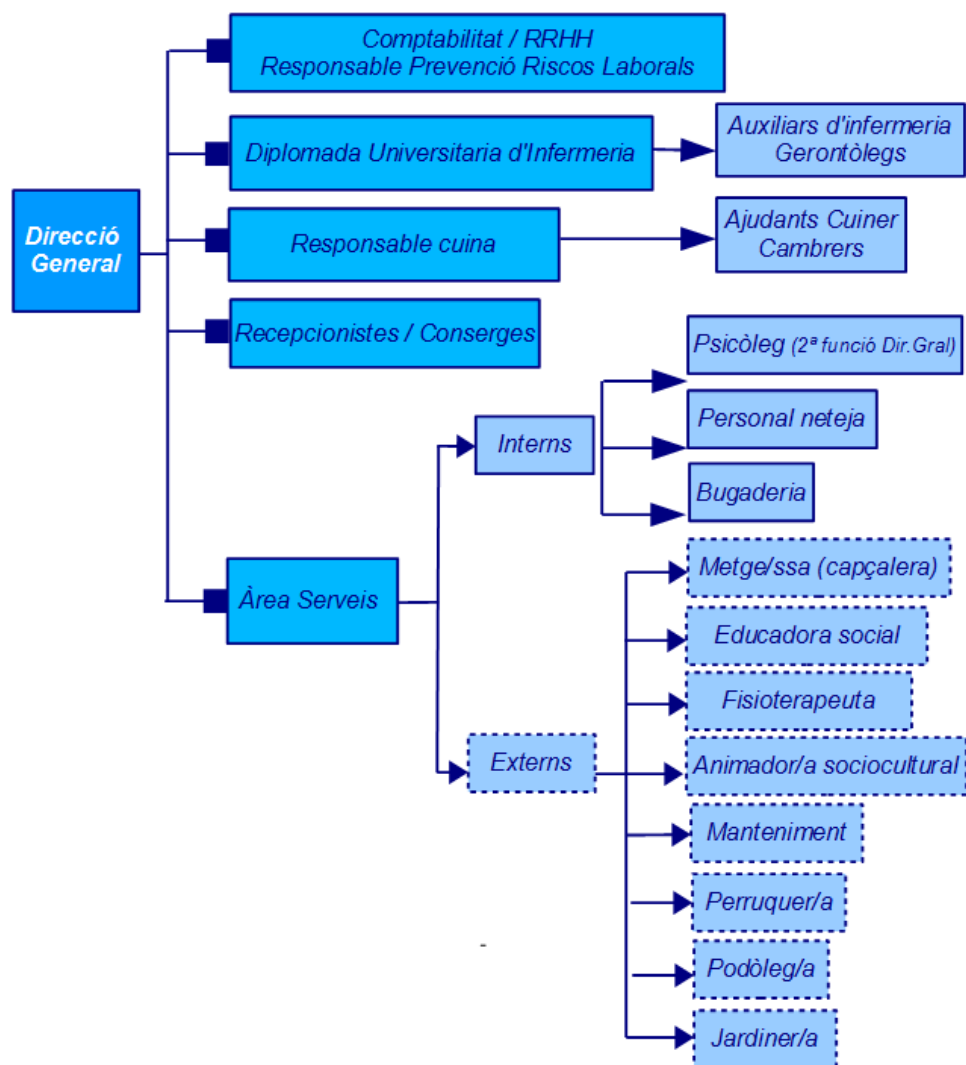 Comptabilitat / RRHH
Responsable Prevenció Riscos Laborals
Diplomada Universitaria d'Infermeria
Auxiliars d'infermeria
Gerontòlegs
Direcció
General
Responsable cuina
Ajudants Cuiner
Cambrers
Recepcionistes / Conserges
Psicòleg (2ª funció Dir.Gral)
Interns
Personal neteja
Bugaderia
Àrea Serveis
Metge/ssa (capçalera)
Educadora social
Fisioterapeuta
Externs
Animador/a sociocultural
Manteniment
Perruquer/a
Podòleg/a
Jardiner/a